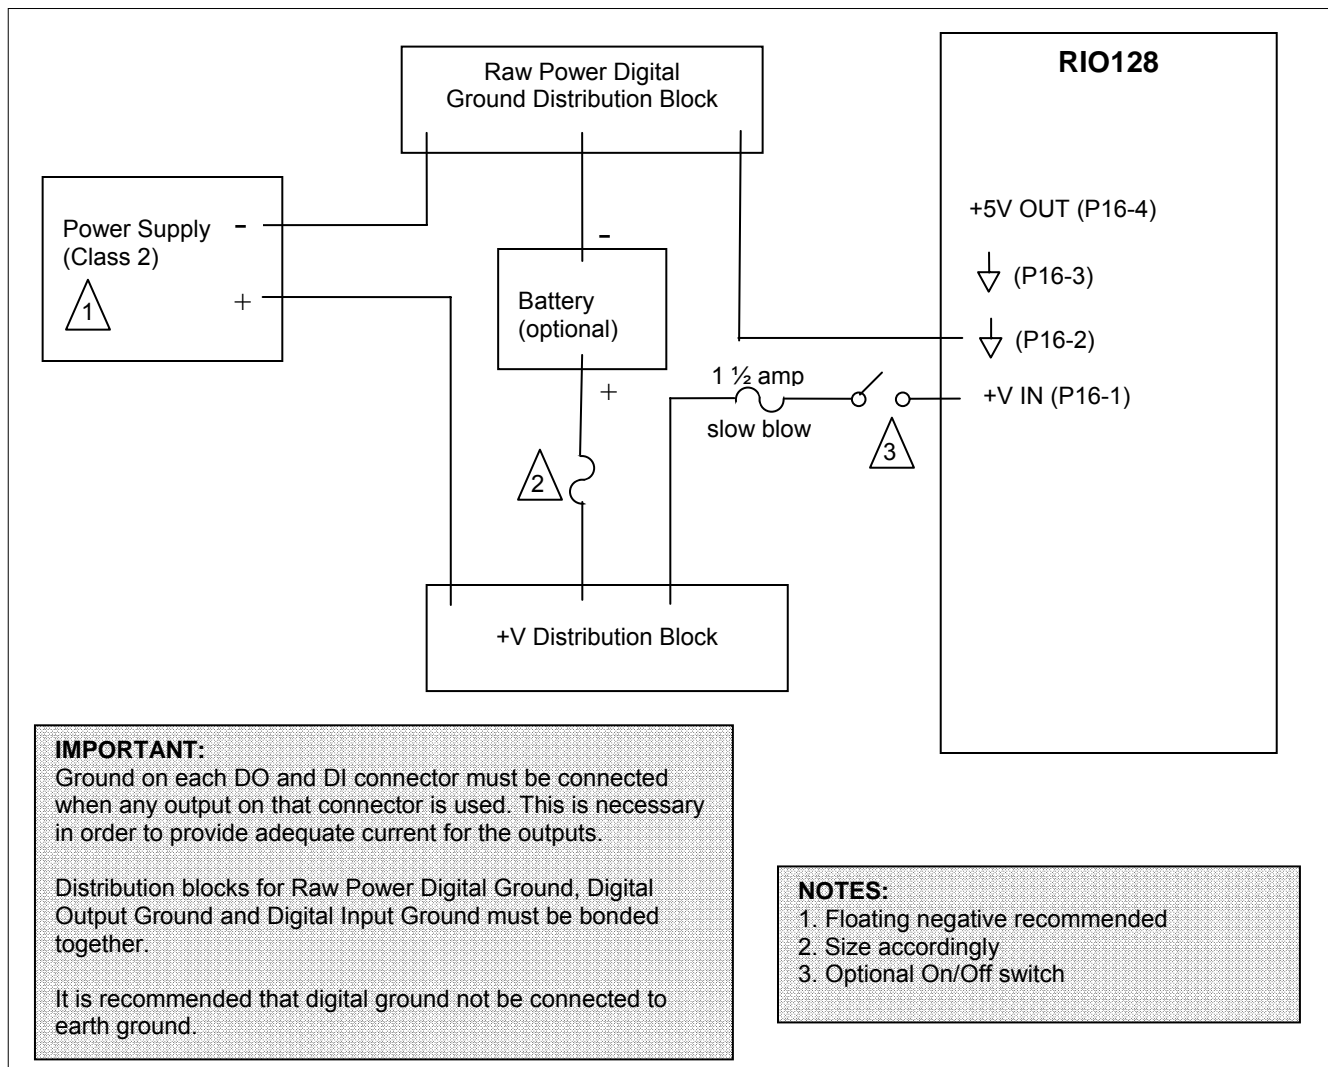 Raw Power Digital
Ground Distribution Block
RIO128
Power Supply
(Class 2)
-
+
1
-
Battery
(optional)
+
2
+5V OUT (P16-4)
(P16-3)
(P16-2)
+V IN (P16-1)
1 ½ amp
slow blow
3
+V Distribution Block
IMPORTANT:
Ground on each DO and DI connector must be connected
when any output on that connector is used. This is necessary
in order to provide adequate current for the outputs.
Distribution blocks for Raw Power Digital Ground, Digital
Output Ground and Digital Input Ground must be bonded
together.
It is recommended that digital ground not be connected to
earth ground.
NOTES:
1. Floating negative recommended
2. Size accordingly
3. Optional On/Off switch